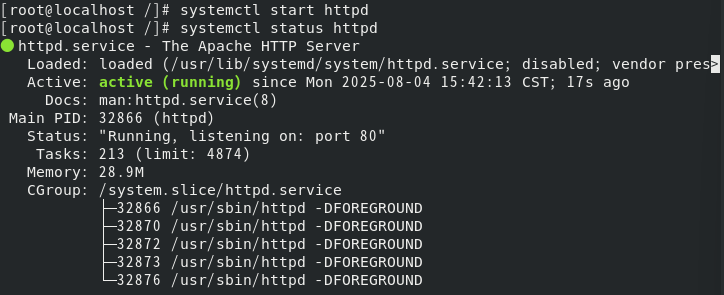 [root@localhost /]# systemctl start httpd
[root@localhost /]# systemctl status httpd
● httpd.service - The Apache HTTP Server
   Loaded: loaded (/usr/lib/systemd/system/httpd.service; disabled; vendor pres>
   Active: active (running) since Mon 2025-08-04 15:42:13 CST; 17s ago
     Docs: man:httpd.service(8)
 Main PID: 32866 (httpd)
   Status: "Running, listening on: port 80"
    Tasks: 213 (limit: 4874)
   Memory: 28.9M
   CGroup: /system.slice/httpd.service
           ├─32866 /usr/sbin/httpd -DFOREGROUND
           ├─32870 /usr/sbin/httpd -DFOREGROUND
           ├─32872 /usr/sbin/httpd -DFOREGROUND
           ├─32873 /usr/sbin/httpd -DFOREGROUND
           └─32876 /usr/sbin/httpd -DFOREGROUND